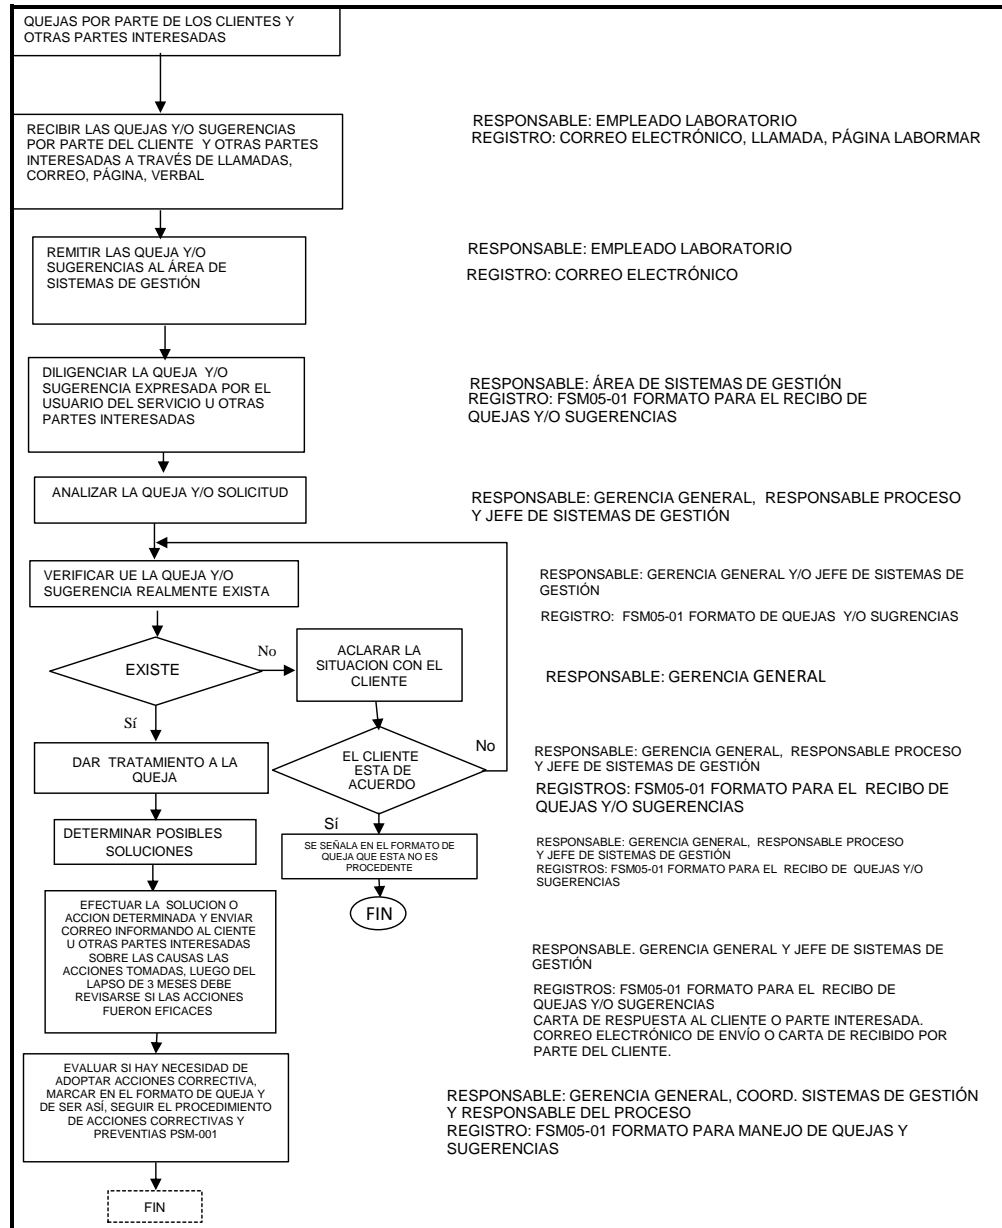 QUEJAS POR PARTE DE LOS CLIENTES Y
OTRAS PARTES INTERESADAS
RECIBIR LAS QUEJAS Y/O SUGERENCIAS
POR PARTE DEL CLIENTE Y OTRAS PARTES
INTERESADAS A TRAVÉS DE LLAMADAS,
CORREO, PÁGINA, VERBAL
RESPONSABLE: EMPLEADO LABORATORIO
REGISTRO: CORREO ELECTRÓNICO, LLAMADA, PÁGINA LABORMAR
REMITIR LAS QUEJA Y/O
SUGERENCIAS AL ÁREA DE
SISTEMAS DE GESTIÓN
RESPONSABLE: EMPLEADO LABORATORIO
REGISTRO: CORREO ELECTRÓNICO
DILIGENCIAR LA QUEJA Y/O
SUGERENCIA EXPRESADA POR EL
USUARIO DEL SERVICIO U OTRAS
PARTES INTERESADAS
RESPONSABLE: ÁREA DE SISTEMAS DE GESTIÓN
REGISTRO: FSM05-01 FORMATO PARA EL RECIBO DE
QUEJAS Y/O SUGERENCIAS
ANALIZAR LA QUEJA Y/O SOLICITUD
RESPONSABLE: GERENCIA GENERAL, RESPONSABLE PROCESO
Y JEFE DE SISTEMAS DE GESTIÓN
VERIFICAR UE LA QUEJA Y/O
SUGERENCIA REALMENTE EXISTA
RESPONSABLE: GERENCIA GENERAL Y/O JEFE DE SISTEMAS DE
GESTIÓN
REGISTRO: FSM05-01 FORMATO DE QUEJAS Y/O SUGRENCIAS
EXISTE
No
ACLARAR LA
SITUACION CON EL
CLIENTE
RESPONSABLE: GERENCIA GENERAL
Sí
DAR TRATAMIENTO A LA
QUEJA
EL CLIENTE
ESTA DE
ACUERDO
No
RESPONSABLE: GERENCIA GENERAL, RESPONSABLE PROCESO
Y JEFE DE SISTEMAS DE GESTIÓN
REGISTROS: FSM05-01 FORMATO PARA EL RECIBO DE
QUEJAS Y/O SUGERENCIAS
DETERMINAR POSIBLES
SOLUCIONES
Sí
SE SEÑALA EN EL FORMATO DE
QUEJA QUE ESTA NO ES
PROCEDENTE
RESPONSABLE: GERENCIA GENERAL, RESPONSABLE PROCESO
Y JEFE DE SISTEMAS DE GESTIÓN
REGISTROS: FSM05-01 FORMATO PARA EL RECIBO DE QUEJAS Y/O
SUGERENCIAS
FIN
EFECTUAR LA SOLUCION O
ACCION DETERMINADA Y ENVIAR
CORREO INFORMANDO AL CIENTE
U OTRAS PARTES INTERESADAS
SOBRE LAS CAUSAS LAS
ACCIONES TOMADAS, LUEGO DEL
LAPSO DE 3 MESES DEBE
REVISARSE SI LAS ACCIONES
FUERON EFICACES
RESPONSABLE. GERENCIA GENERAL Y JEFE DE SISTEMAS DE
GESTIÓN
REGISTROS: FSM05-01 FORMATO PARA EL RECIBO DE
QUEJAS Y/O SUGERENCIAS
CARTA DE RESPUESTA AL CLIENTE O PARTE INTERESADA.
CORREO ELECTRÓNICO DE ENVÍO O CARTA DE RECIBIDO POR
PARTE DEL CLIENTE.
EVALUAR SI HAY NECESIDAD DE
ADOPTAR ACCIONES CORRECTIVA,
MARCAR EN EL FORMATO DE QUEJA Y
DE SER ASÍ, SEGUIR EL PROCEDIMIENTO
DE ACCIONES CORRECTIVAS Y
PREVENTIAS PSM-001
RESPONSABLE: GERENCIA GENERAL, COORD. SISTEMAS DE GESTIÓN
Y RESPONSABLE DEL PROCESO
REGISTRO: FSM05-01 FORMATO PARA MANEJO DE QUEJAS Y
SUGERENCIAS
FIN